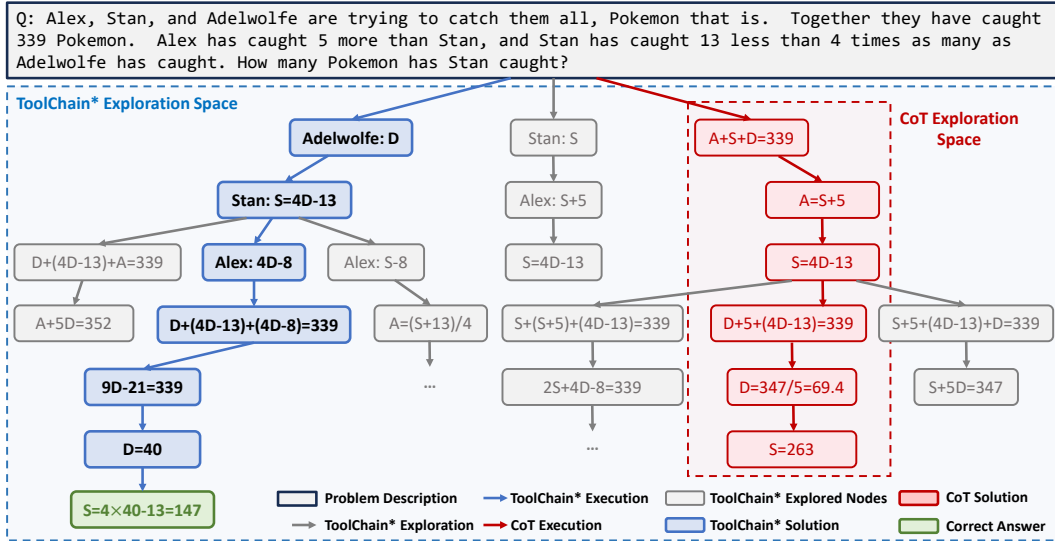 Q: Alex, Stan, and Adelwolfe are trying to catch them all, Pokemon that is. Together they have caught
339 Pokemon. Alex has caught 5 more than Stan, and Stan has caught 13 less than 4 times as many as
Adelwolfe has caught. How many Pokemon has Stan caught?
ToolChain* Exploration Space
CoT Exploration
Space
Adelwolfe: D
Stan: S
A+S+D=339
Stan: S=4D-13
Alex: S+5
A=S+5
D+(4D-13)+A=339
Alex: 4D-8
Alex: S-8
S=4D-13
S=4D-13
A+5D=352
D+(4D-13)+(4D-8)=339
A=(S+13)/4
S+(S+5)+(4D-13)=339
D+5+(4D-13)=339
S+5+(4D-13)+D=339
...
9D-21=339
2S+4D-8=339
D=347/5=69.4
S+5D=347
...
D=40
S=263
S=4×40-13=147
Problem Description
ToolChain* Execution
ToolChain* Explored Nodes
CoT Solution
ToolChain* Exploration
CoT Execution
ToolChain* Solution
Correct Answer